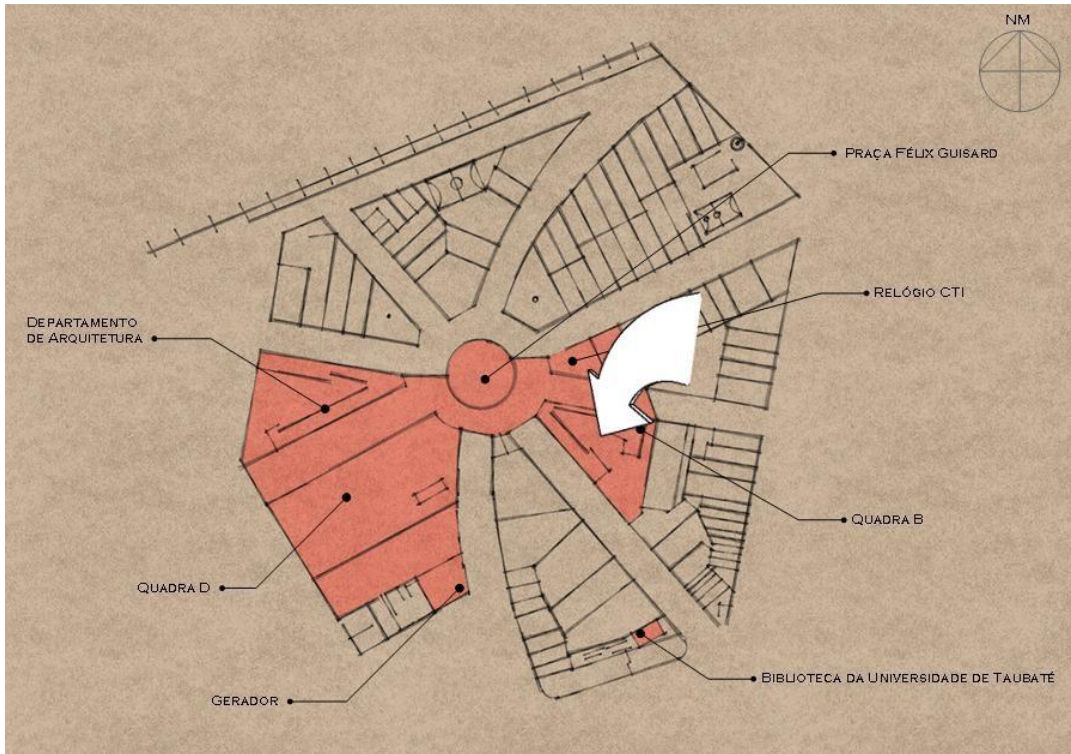 NM
Praça Félix Guisard
Relógio CTI
Departamento
de Arquitetura
Quadra B
Quadra D
Biblioteca da Universidade de Taubaté
Gerador